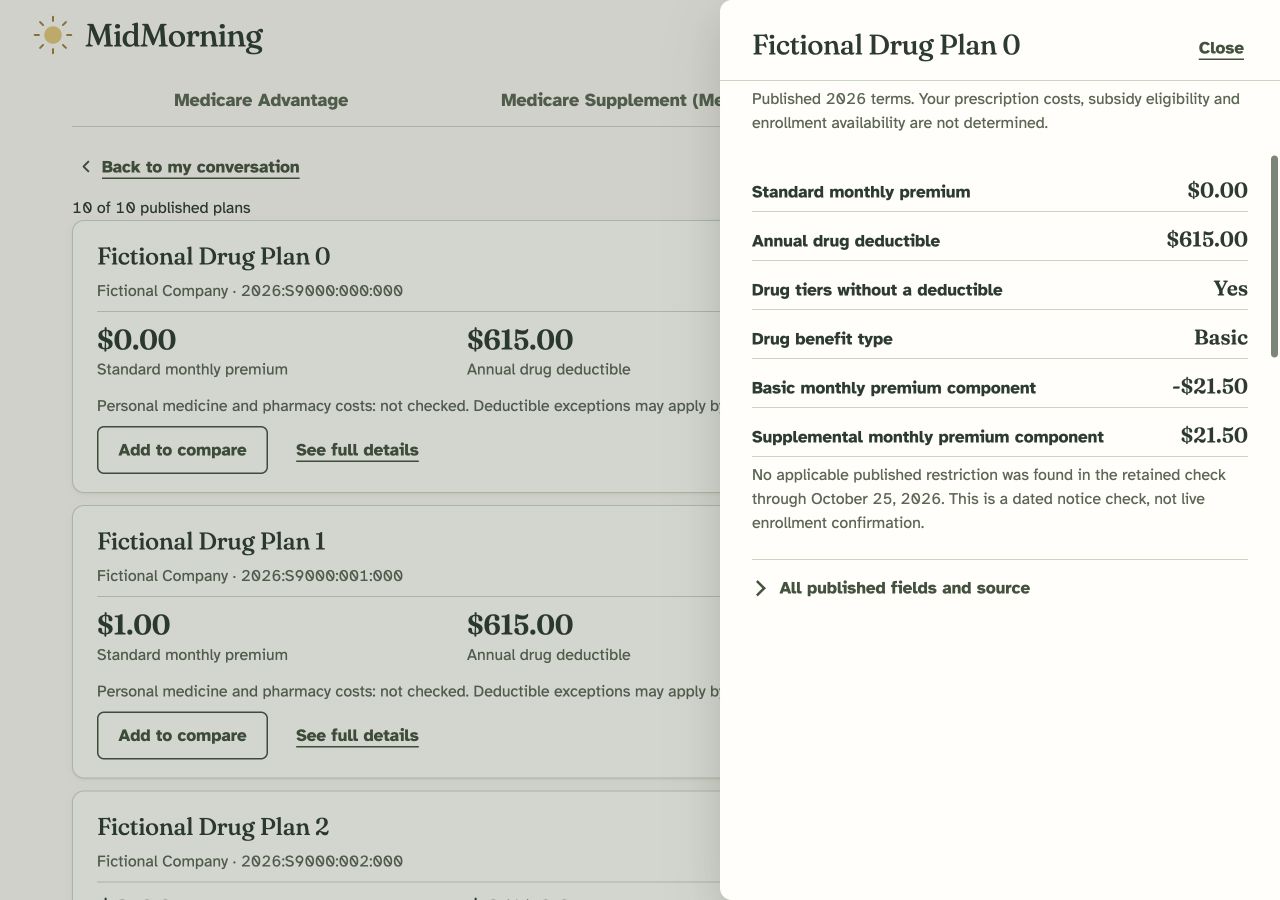 MidMorning
Medicare Advantage
Medicare Supplement (Me
Back to my conversation
10 of 10 published plans
Fictional Drug Plan 0
Fictional Company · 2026:S9000:000:000
$0.00
$615.00
Standard monthly premium
Annual drug deductible
Personal medicine and pharmacy costs: not checked. Deductible exceptions may apply by
Add to compare
See full details
Fictional Drug Plan 1
Fictional Company · 2026:S9000:001:000
$1.00
$615.00
Standard monthly premium
Annual drug deductible
Personal medicine and pharmacy costs: not checked. Deductible exceptions may apply by
Add to compare
See full details
Fictional Drug Plan 2
Fictional Company · 2026:S9000:002:000
Fictional Drug Plan 0
Close
Published 2026 terms. Your prescription costs, subsidy eligibility and
enrollment availability are not determined.
Standard monthly premium
$0.00
Annual drug deductible
$615.00
Drug tiers without a deductible
Yes
Drug benefit type
Basic
Basic monthly premium component
-$21.50
Supplemental monthly premium component
$21.50
No applicable published restriction was found in the retained check
through October 25, 2026. This is a dated notice check, not live
enrollment confirmation.
All published fields and source